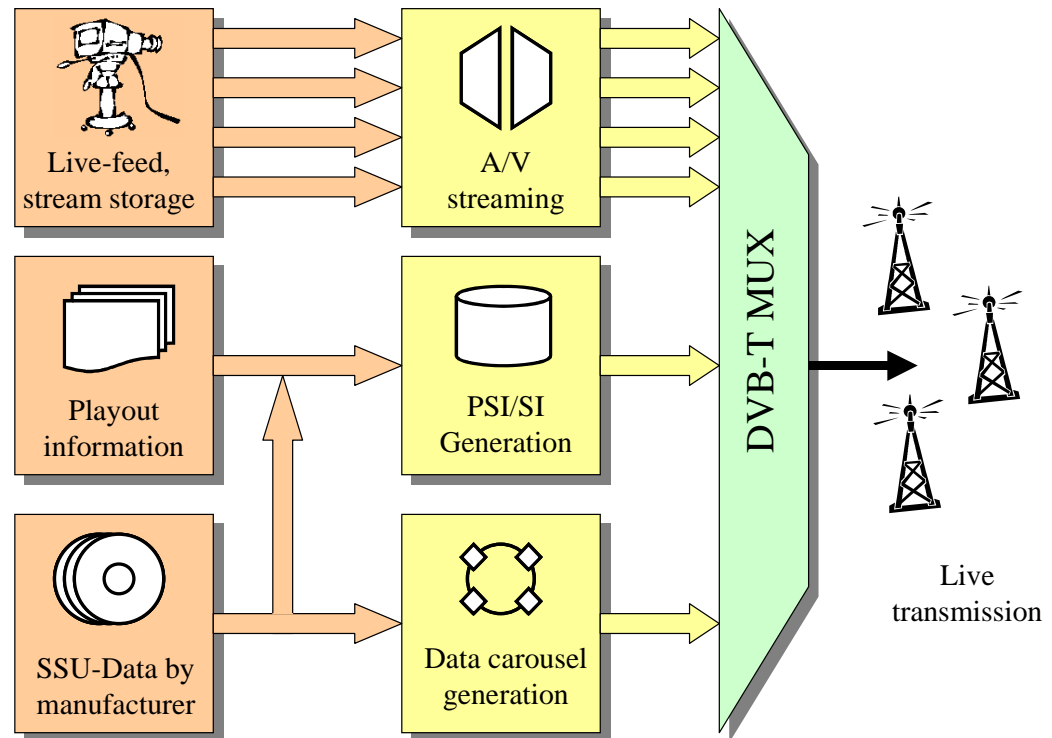 Live-feed,
stream storage
A/V
streaming
Playout
information
PSI/SI
Generation
SSU-Data by
manufacturer
Data carousel
generation
DVB-T MUX
Live
transmission